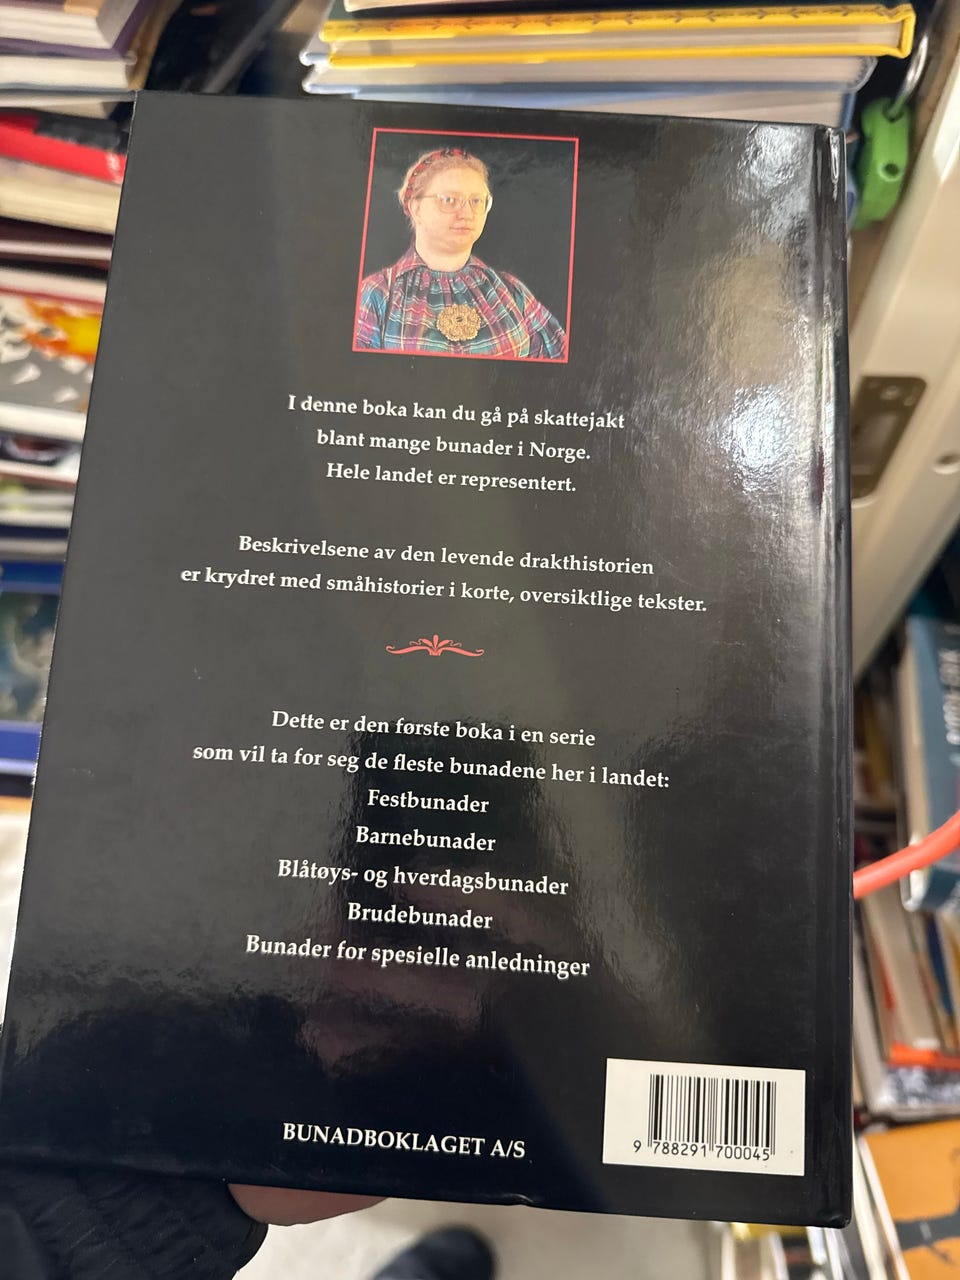 I denne boka kan du gå på skattejakt
blant mange bunader i Norge.
Hele landet er representert.
Beskrivelsene av den levende drakthistorien
er krydret med småhistorier i korte, oversiktlige tekster.
Dette er den første boka i en serie
som vil ta for seg de fleste bunadene her i landet:
Festbunader
Barnebunader
Blåtøys- og hverdagsbunader
Brudebunader
Bunader for spesielle anledninger
BUNADBOKLAGET A/S
9 788291 700045